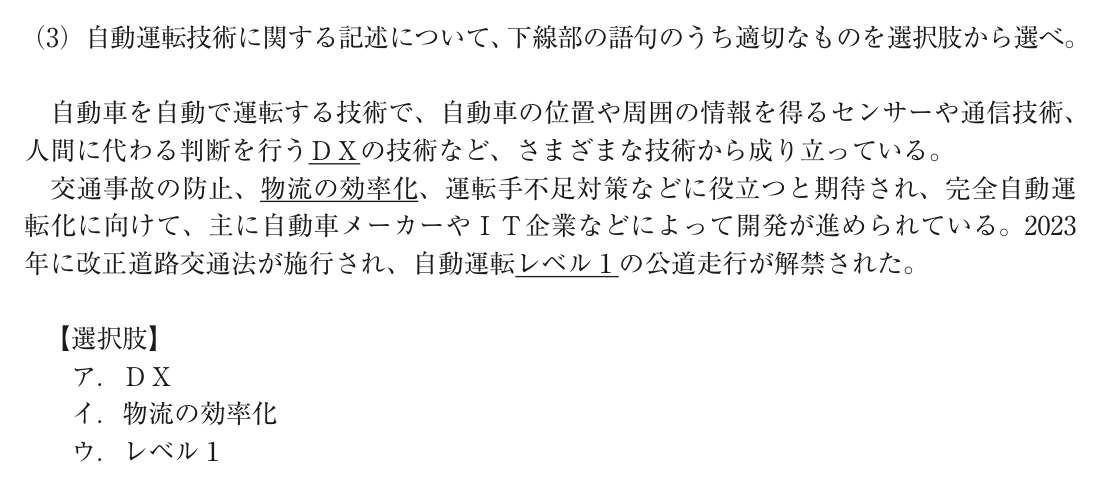 （3）自動運転技術に関する記述について、下線部の語句のうち適切なものを選択肢から選べ。
自動車を自動で運転する技術で、自動車の位置や周囲の情報を得るセンサーや通信技術、
人間に代わる判断を行うＤＸの技術など、さまざまな技術から成り立っている。
交通事故の防止、物流の効率化、運転手不足対策などに役立つと期待され、完全自動運
転化に向けて、主に自動車メーカーやＩＴ企業などによって開発が進められている。2023
年に改正道路交通法が施行され、自動運転レベル１の公道走行が解禁された。
【選択肢】
ア．ＤＸ
イ．物流の効率化
ウ．レベル１